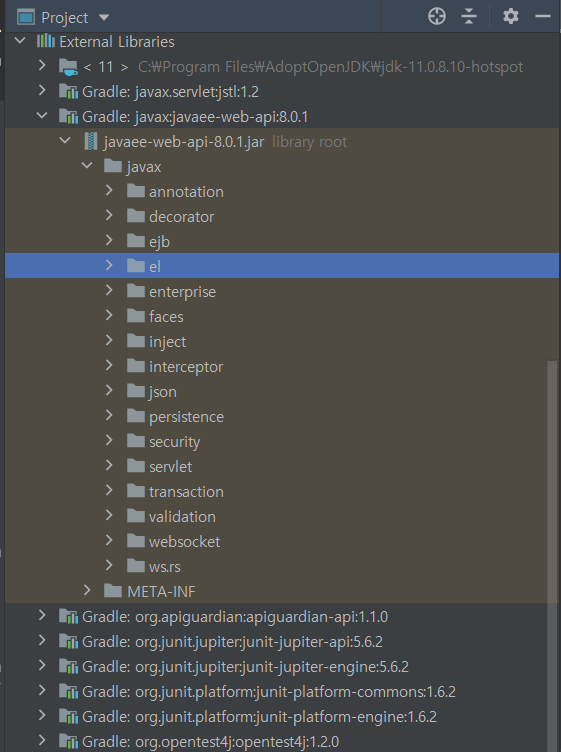 Project
External Libraries
< 11 > C:₩Program Files₩AdoptOpenJDK₩jdk-11.0.8.10-hotspot
Gradle: javax.servlet:jstl:1.2
Gradle: javax:javaee-web-api:8.0.1
javaee-web-api-8.0.1.jar library root
javax
annotation
decorator
ejb
el
enterprise
faces
inject
interceptor
json
persistence
security
servlet
transaction
validation
websocket
ws.rs
META-INF
Gradle: org.apiguardian:apiguardian-api:1.1.0
Gradle: org.junit.jupiter:junit-jupiter-api:5.6.2
Gradle: org.junit.jupiter:junit-jupiter-engine:5.6.2
Gradle: org.junit.platform:junit-platform-commons:1.6.2
Gradle: org.junit.platform:junit-platform-engine:1.6.2
Gradle: org.opentest4j:opentest4j:1.2.0